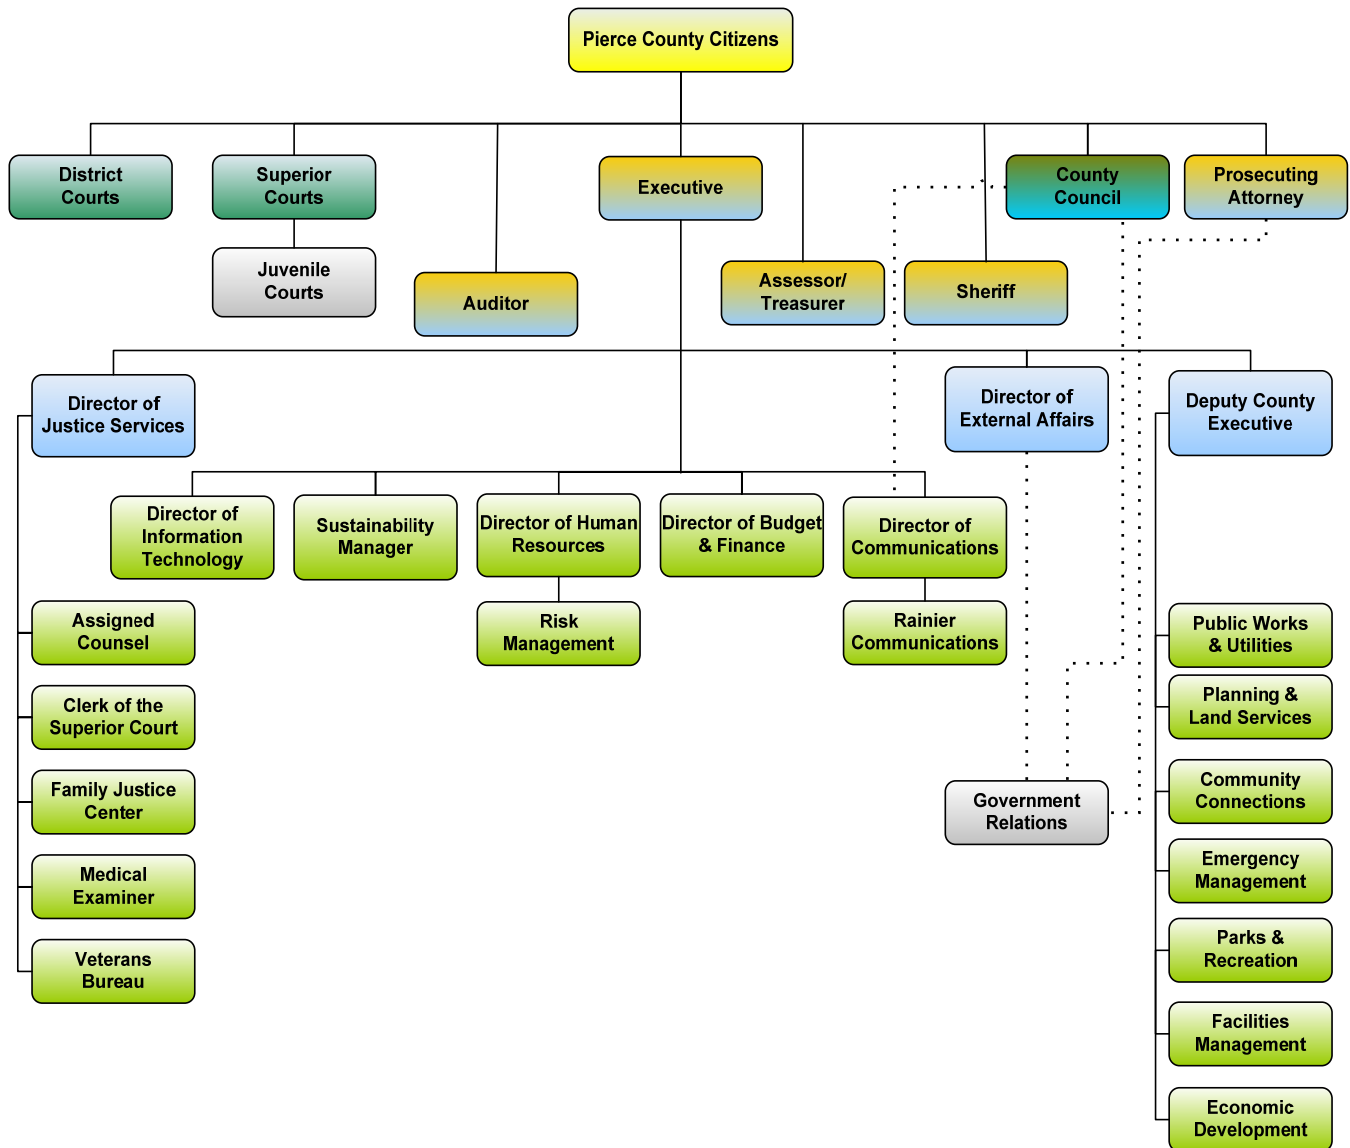 Pierce County Citizens
District
Courts
Superior
Courts
Executive
County
Council
Prosecuting
Attorney
Juvenile
Courts
Auditor
Assessor/
Treasurer
Sheriff
Director of
Justice Services
Director of
External Affairs
Deputy County
Executive
Director of
Information
Technology
Sustainability
Manager
Director of Human
Resources
Director of Budget
& Finance
Director of
Communications
Risk
Management
Rainier
Communications
Assigned
Counsel
Clerk of the
Superior Court
Family Justice
Center
Medical
Examiner
Veterans
Bureau
Government
Relations
Public Works
& Utilities
Planning &
Land Services
Community
Connections
Emergency
Management
Parks &
Recreation
Facilities
Management
Economic
Development